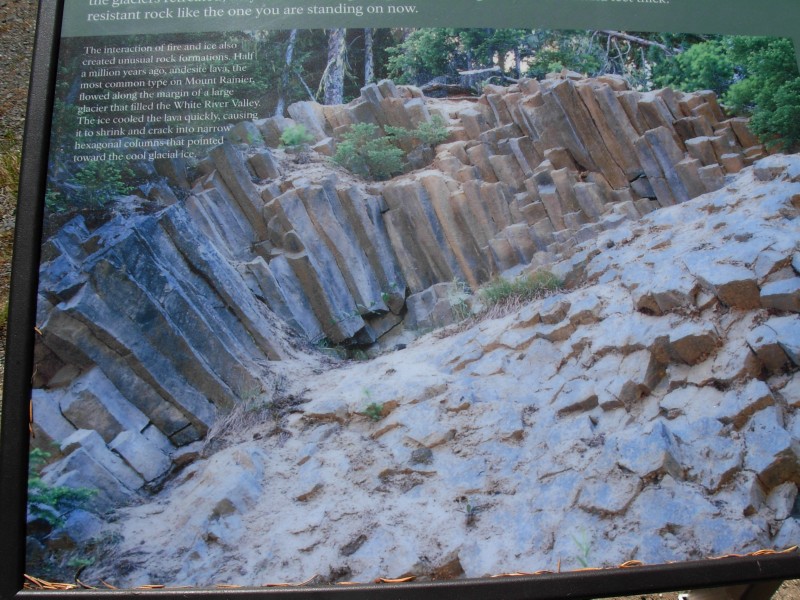 the glaciers retreated,
resistant rock like the one you are standing on now.
The interaction of fire and ice also
created unusual rock formations. Half
a million years ago, andesite lava, the
most common type on Mount Rainier,
flowed along the margin of a large
glacier that filled the White River Valley.
The ice cooled the lava quickly, causing
it to shrink and crack into narrow
hexagonal columns that pointed
toward the cool glacial ice.